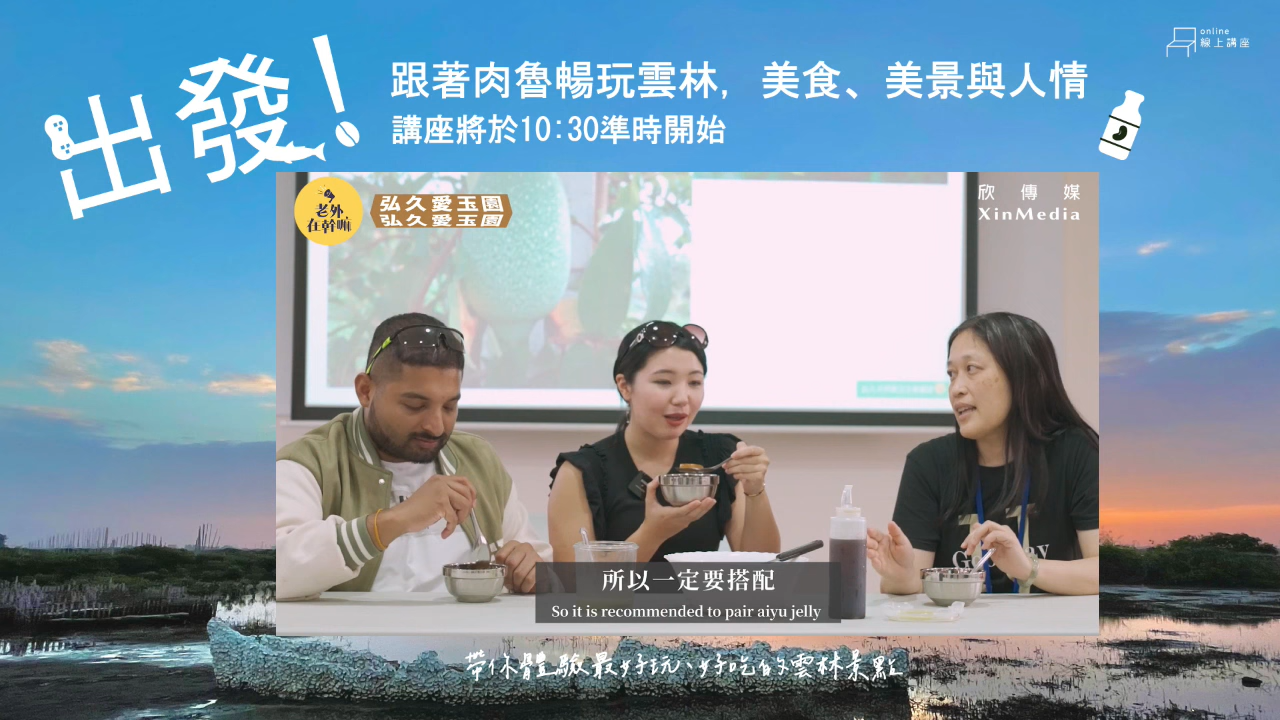 出發!
跟著肉魯暢玩雲林, 美食、美景與人情
講座將於10:30準時開始
online
線上講座
老外
在幹嘛
弘久愛玉園
弘久愛玉園
欣傳媒
XinMedia
所以一定要搭配
So it is recommended to pair aiyu jelly
帶你體驗最好玩、好吃的雲林景點